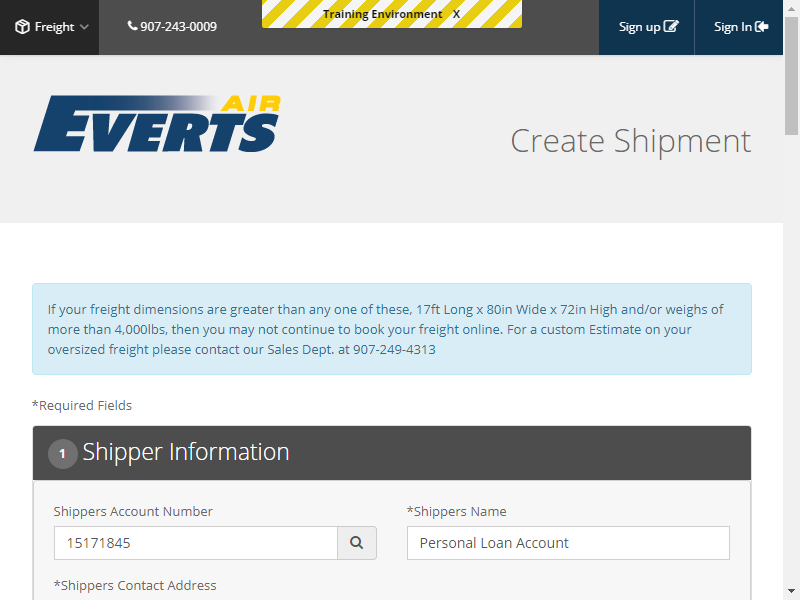 Freight
907-243-0009
Training Environment X
Sign up
Sign In
AIR
EVERTS
Create Shipment
If your freight dimensions are greater than any one of these, 17ft Long x 80in Wide x 72in High and/or weighs of
more than 4,000lbs, then you may not continue to book your freight online. For a custom Estimate on your
oversized freight please contact our Sales Dept. at 907-249-4313
*Required Fields
1 Shipper Information
Shippers Account Number
*Shippers Name
15171845
Personal Loan Account
*Shippers Contact Address